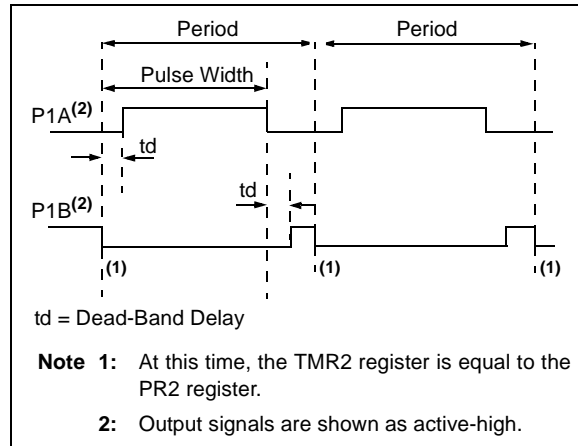 Period Period
Pulse Width
P1A(2)
td
td
P1B(2)
(1) (1) (1)
td = Dead-Band Delay
Note 1: At this time, the TMR2 register is equal to the
PR2 register.
2: Output signals are shown as active-high.